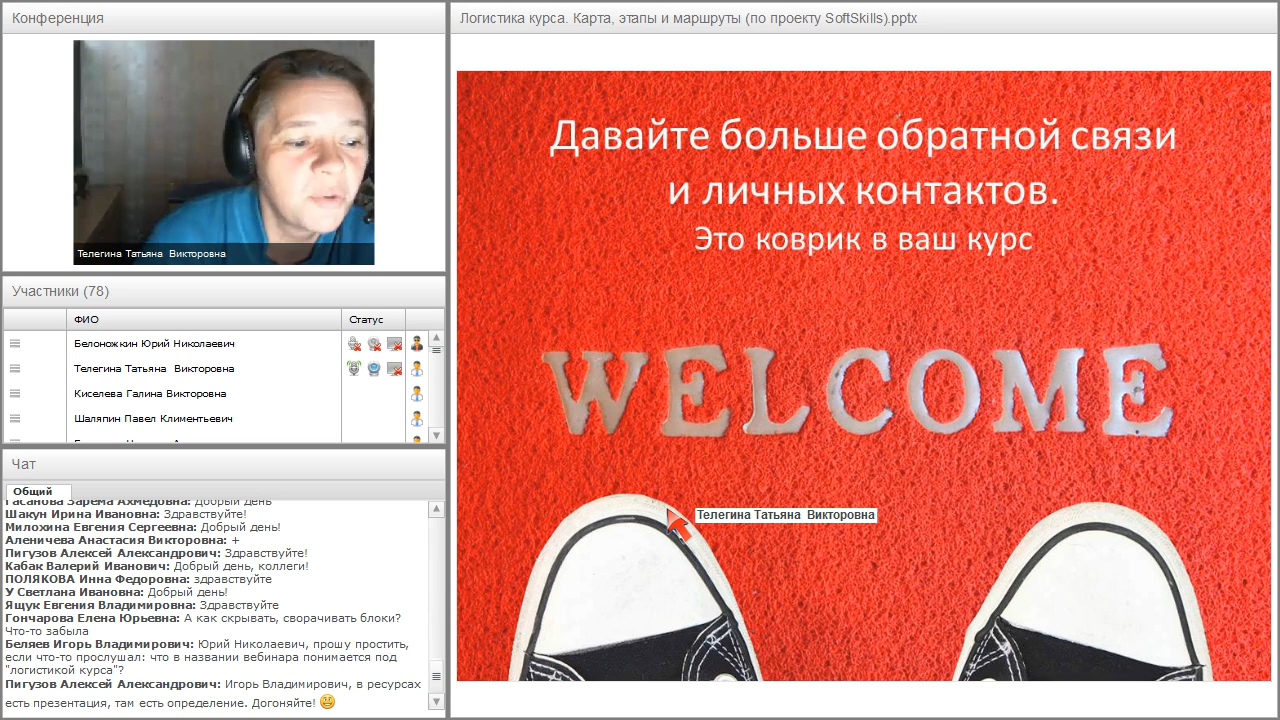 Конференция
Телегина Татьяна Викторовна
Участники (78)
ФИО Статус
Белоножкин Юрий Николаевич
Телегина Татьяна Викторовна
Киселева Галина Викторовна
Шаляпин Павел Климентьевич
Чат
Общий
Гасанова Зарема Ахмедовна: Добрый день
Шакун Ирина Ивановна: Здравствуйте!
Милохина Евгения Сергеевна: Добрый день!
Аленичева Анастасия Викторовна: +
Пигузов Алексей Александрович: Здравствуйте!
Кабак Валерий Иванович: Добрый день, коллеги!
ПОЛЯКОВА Инна Федоровна: здравствуйте
У Светлана Ивановна: Добрый день!
Ящук Евгения Владимировна: Здравствуйте
Гончарова Елена Юрьевна: А как скрывать, сворачивать блоки?
Что-то забыла
Беляев Игорь Владимирович: Юрий Николаевич, прошу простить,
если что-то прослушал: что в названии вебинара понимается под
"логистикой курса"?
Пигузов Алексей Александрович: Игорь Владимирович, в ресурсах
есть презентация, там есть определение. Догоняйте!
Логистика курса. Карта, этапы и маршруты (по проекту SoftSkills).pptx
Давайте больше обратной связи
и личных контактов.
Это коврик в ваш курс
WELCOME
Телегина Татьяна Викторовна